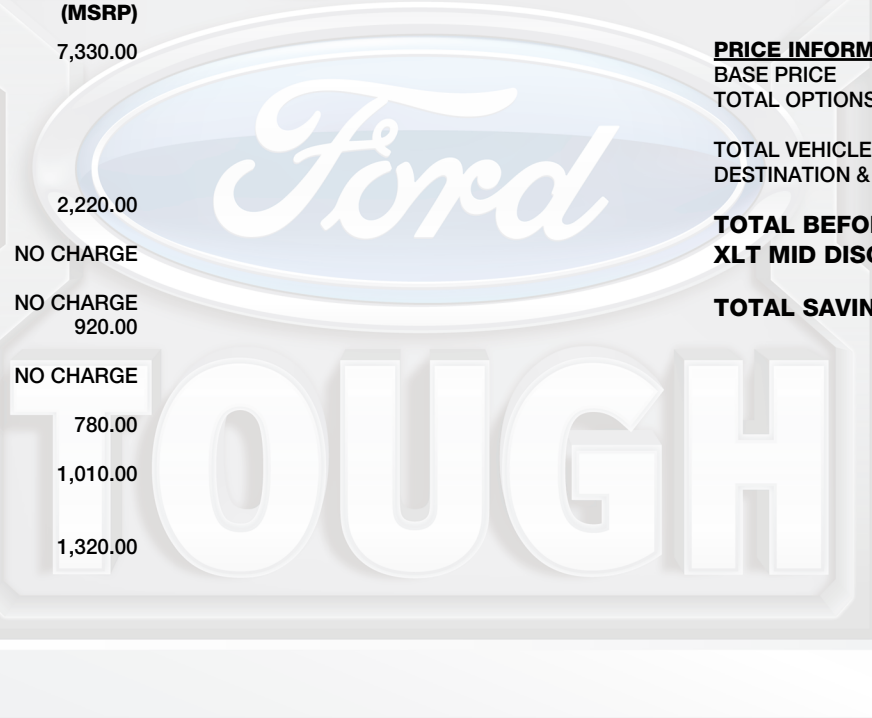 (MSRP)
7,330.00
2,220.00
NO CHARGE
NO CHARGE
920.00
NO CHARGE
780.00
1,010.00
1,320.00
PRICE INFORM
BASE PRICE
TOTAL OPTIONS
TOTAL VEHICLE
DESTINATION &
TOTAL BEFO
XLT MID DISC
TOTAL SAVIN
Ford
TOUGH